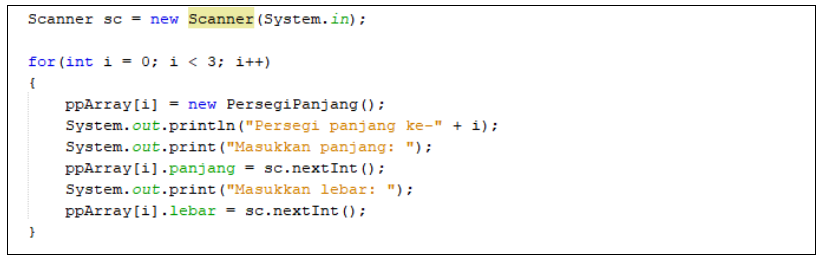 Scanner sc = new Scanner(System.in);
for(int i = 0; i < 3; i++)
{
ppArray[i] = new PersegiPanjang();
System.out.println("Persegi panjang ke-" + i);
System.out.print("Masukkan panjang: ");
ppArray[i].panjang = sc.nextInt();
System.out.print("Masukkan lebar: ");
ppArray[i].lebar = sc.nextInt();
}